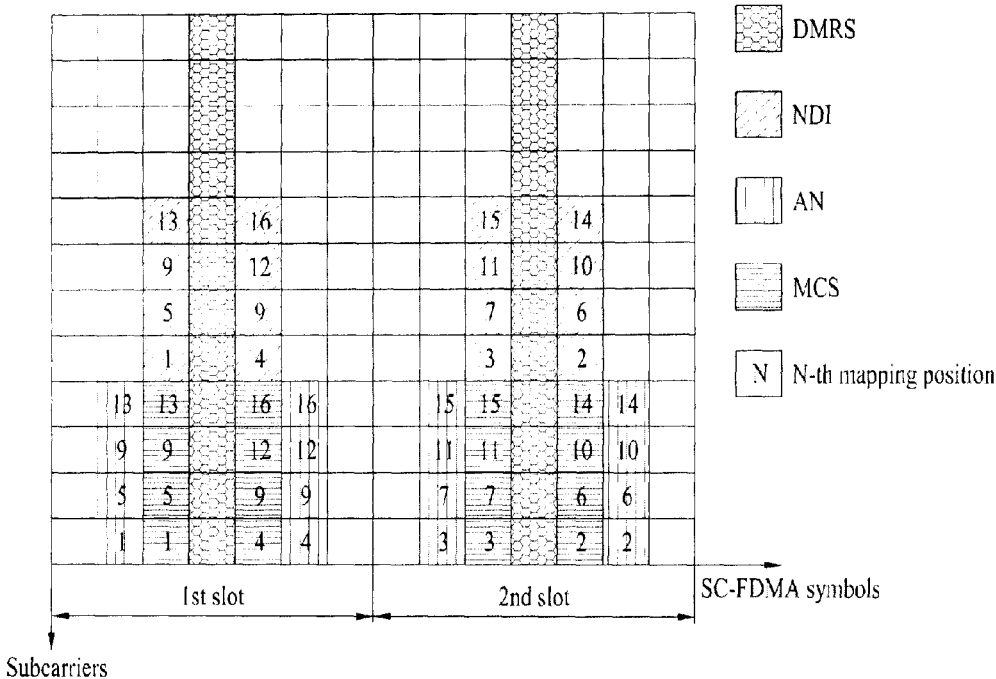 DMRS
NDI
AN
MCS
N N-th mapping position
13 16 15 14
9 12 11 10
5 9 7 6
1 4 3 2
13 13 16 16 15 15 14 14
9 9 12 12 11 11 10 10
5 5 9 9 7 7 6 6
1 1 4 4 3 3 2 2
1st slot 2nd slot SC-FDMA symbols
Subcarriers